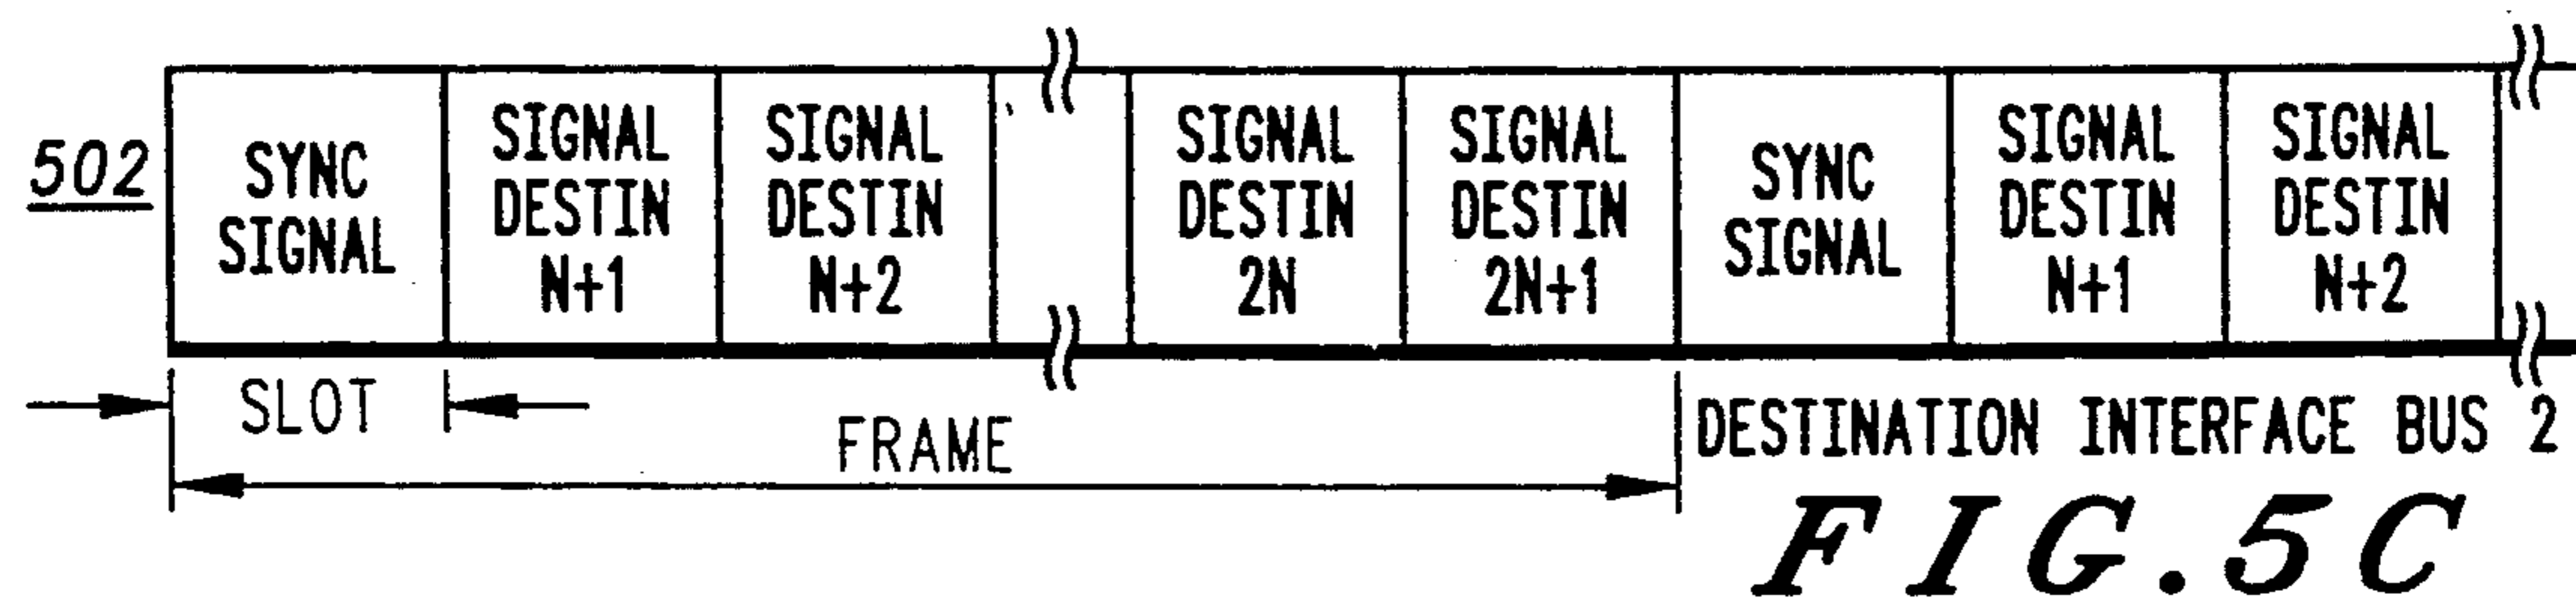 502
SYNC
SIGNAL
SIGNAL
DESTIN
N+1
SIGNAL
DESTIN
N+2
SIGNAL
DESTIN
2N
SIGNAL
DESTIN
2N+1
SYNC
SIGNAL
SIGNAL
DESTIN
N+1
SIGNAL
DESTIN
N+2
SLOT
FRAME
DESTINATION INTERFACE BUS 2
FIG.5C